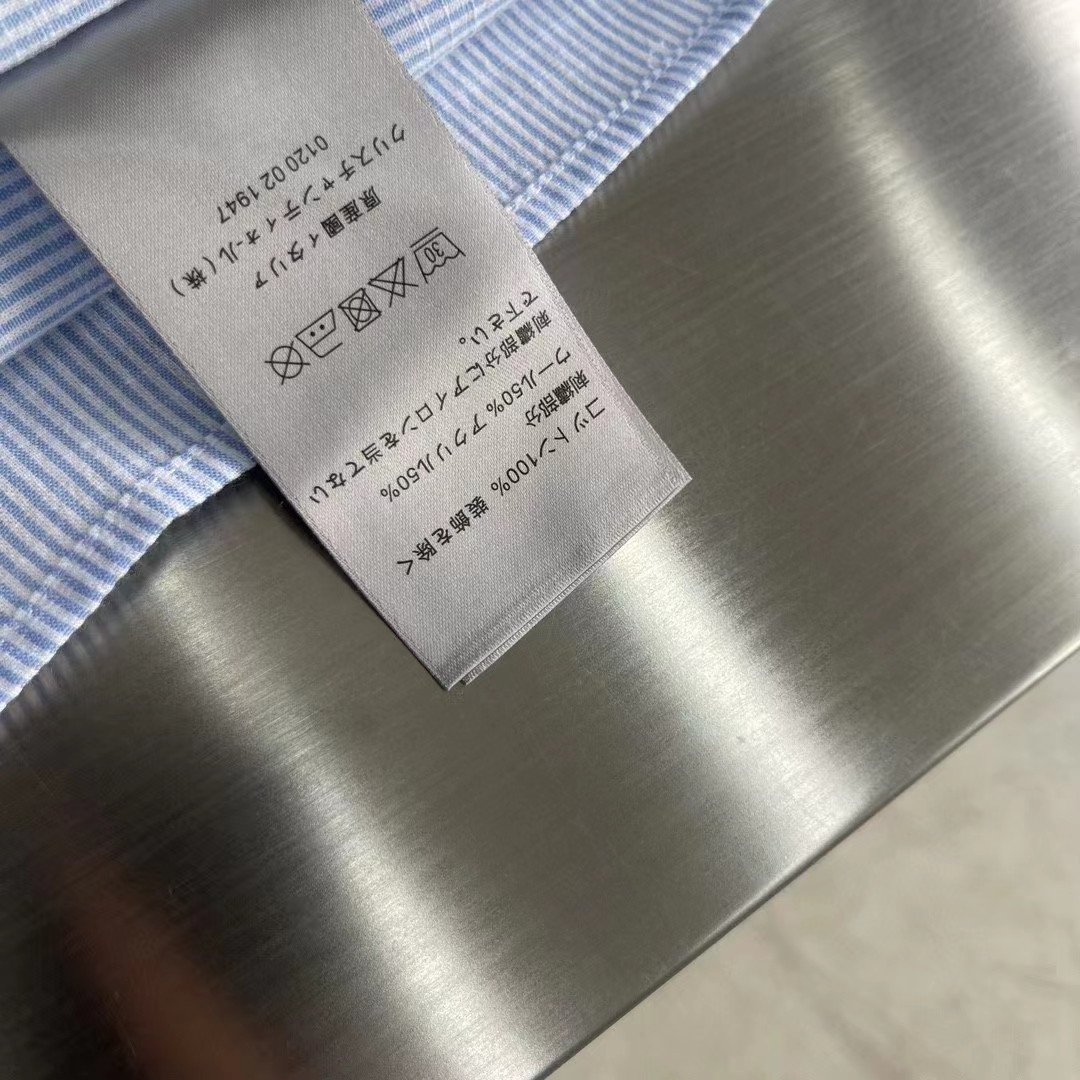 コットン100% 装飾を除く
刺繍部分
ウール50% アクリル50%
刺繍部分にアイロンを当てない
で下さい。
30
原産國イタリア
クリスチャンディオール(株)
0120 02 1947